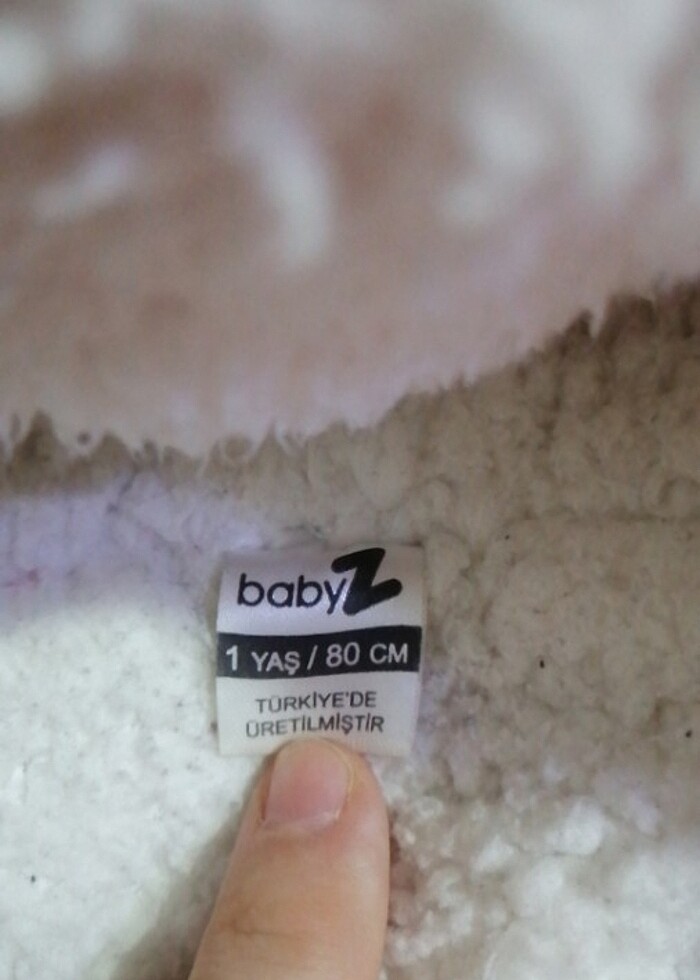 babyZ
1 YAŞ / 80 CM
TÜRKİYE'DE
ÜRETİLMİŞTİR